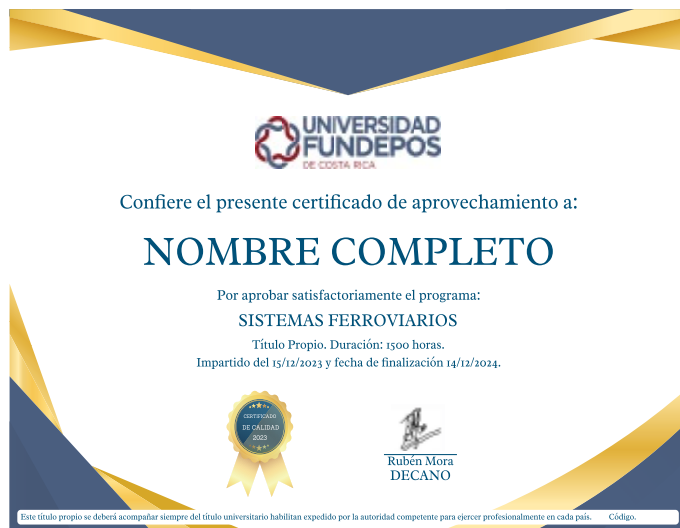 UNIVERSIDAD
FUNDEPOS
DE COSTA RICA
Confiere el presente certificado de aprovechamiento a:
NOMBRE COMPLETO
Por aprobar satisfactoriamente el programa:
SISTEMAS FERROVIARIOS
Título Propio. Duración: 1500 horas.
Impartido del 15/12/2023 y fecha de finalización 14/12/2024.
CERTIFICADO
DE CALIDAD
2023
Rubén Mora
DECANO
Este título propio se deberá acompañar siempre del título universitario habilitan expedido por la autoridad competente para ejercer profesionalmente en cada país. Código.